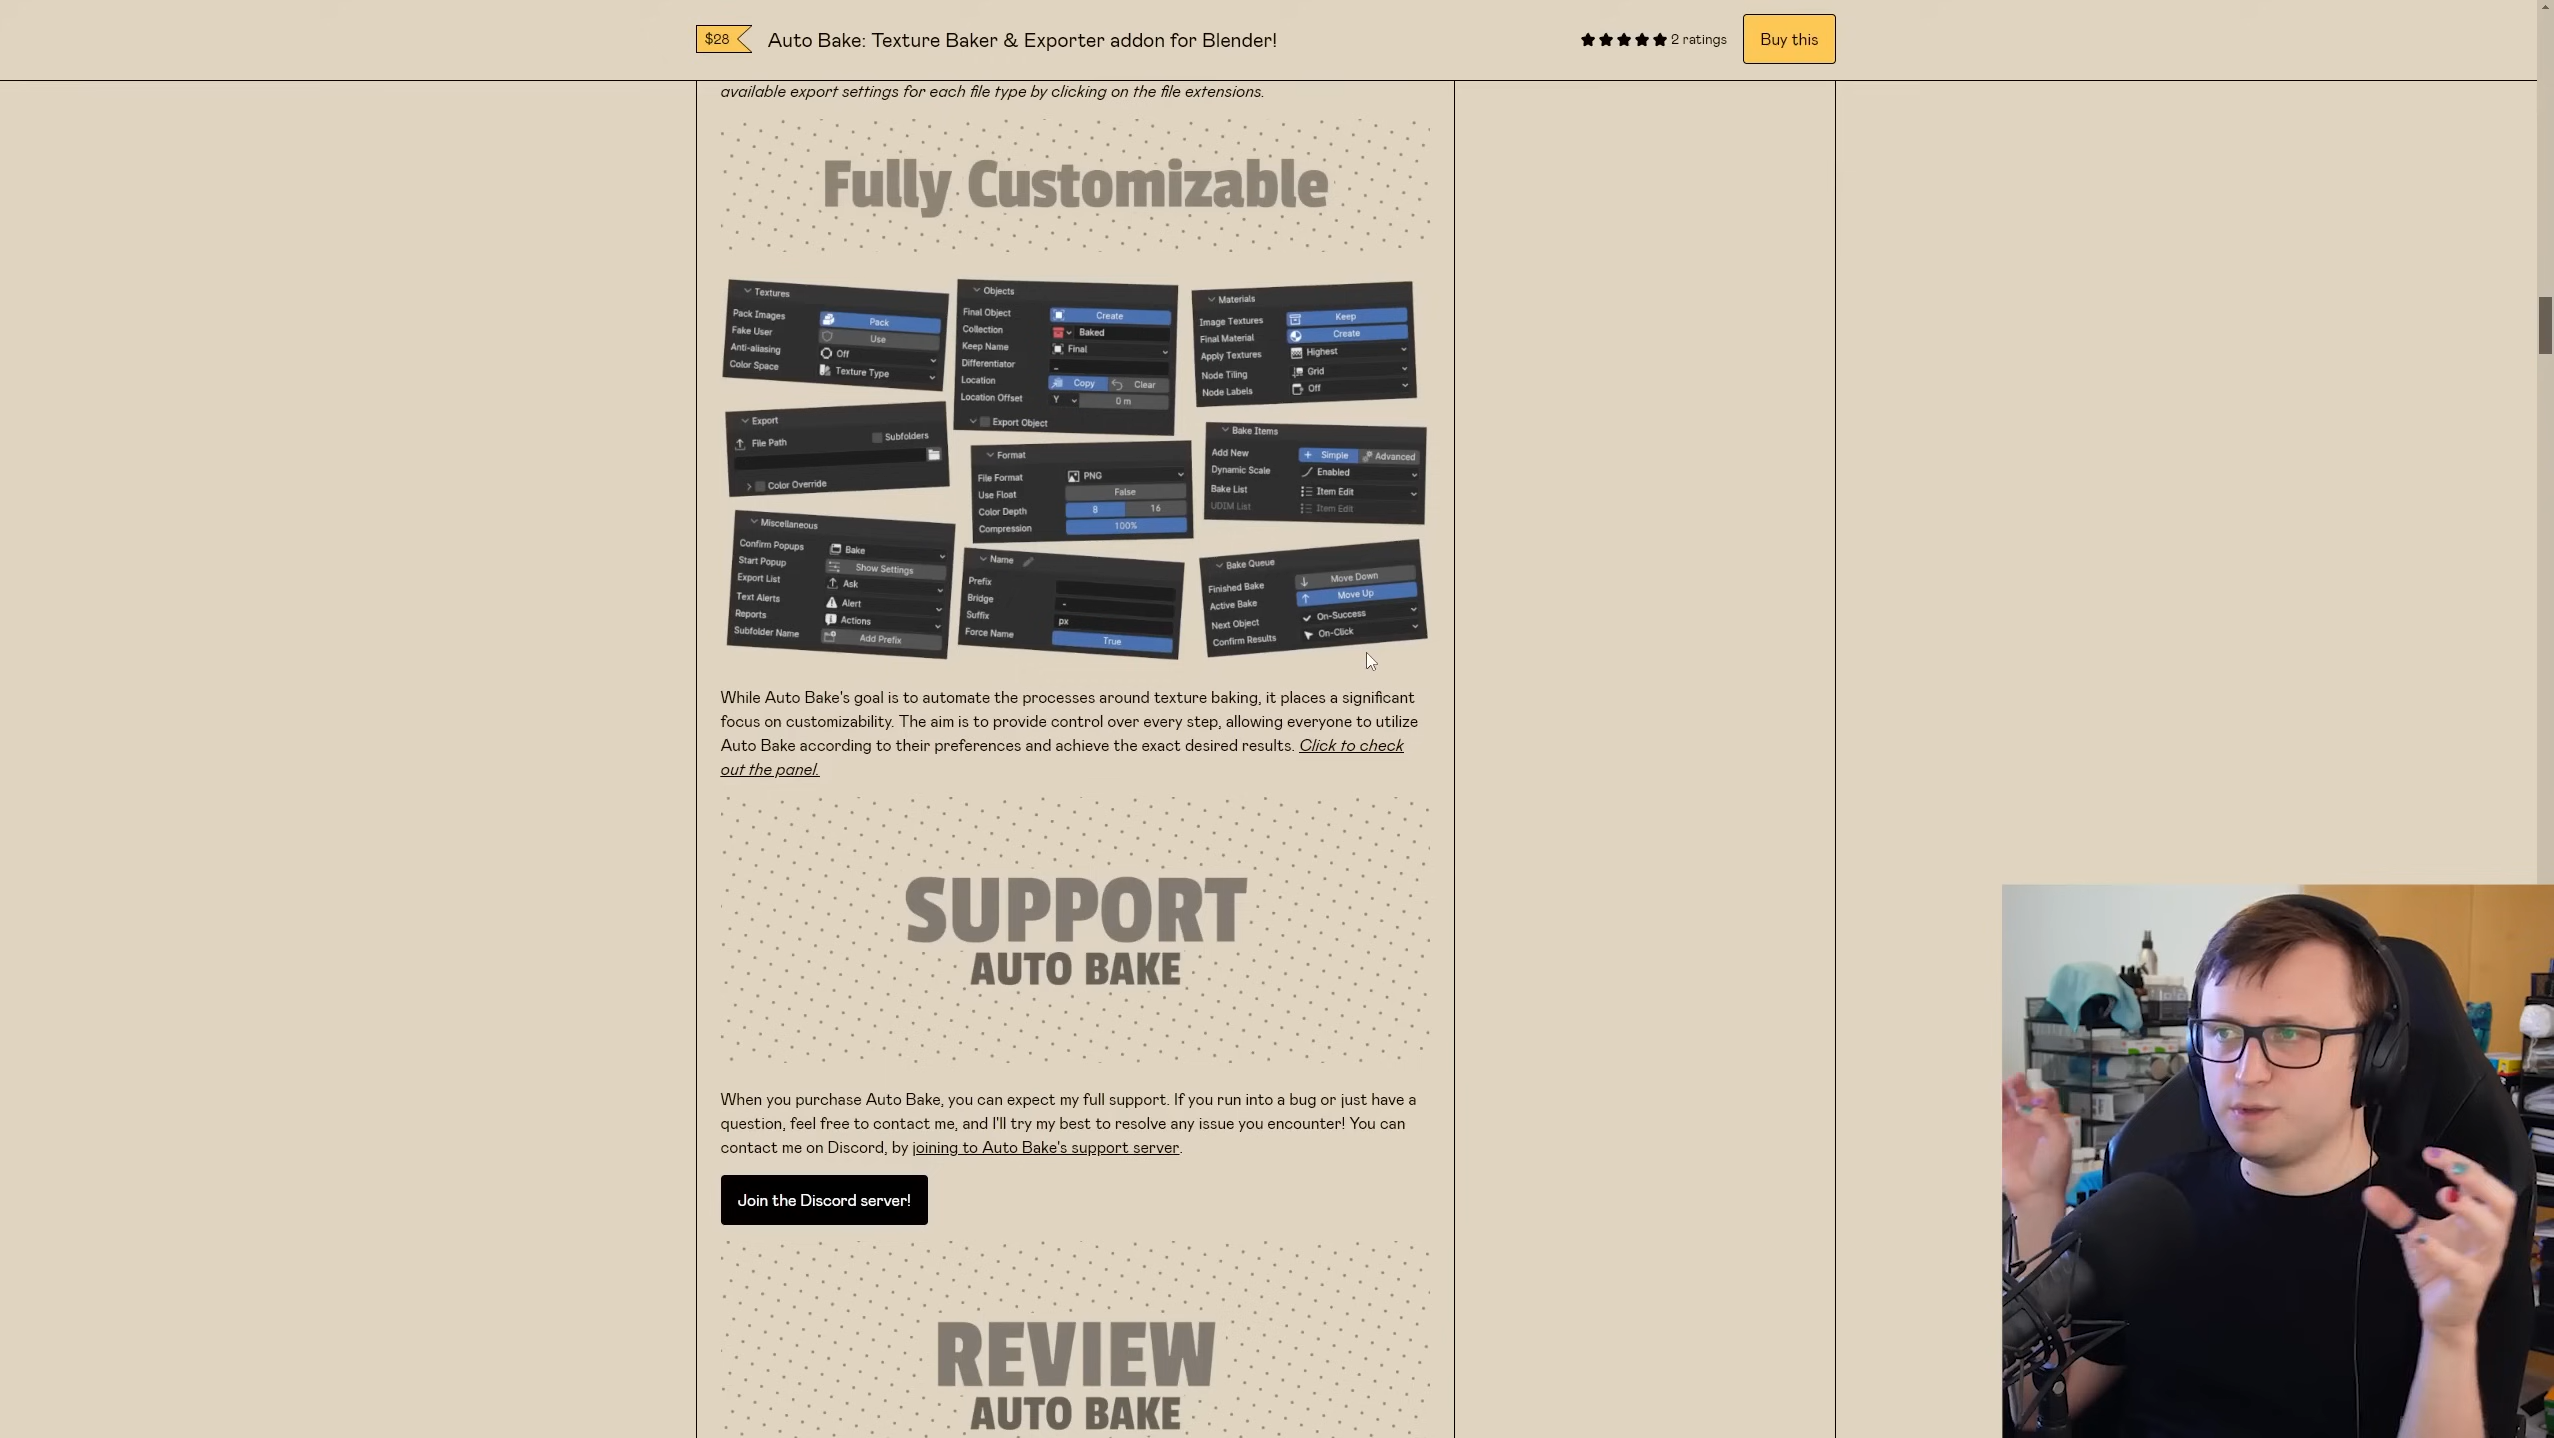 $28
Auto Bake: Texture Baker & Exporter addon for Blender!
2 ratings
Buy this
available export settings for each file type by clicking on the file extensions.
Fully Customizable
Textures
Pack Images Pack
Fake User Use
Anti-aliasing Off
Color Space Texture Type
Objects
Final Object Create
Collection Baked
Keep Name Final
Differentiator -
Location Copy Clear
Location Offset Y 0 m
Export Object
Materials
Image Textures Keep
Final Material Create
Apply Textures Highest
Node Tiling Grid
Node Labels Off
Export
File Path Subfolders
Color Override
Format
File Format PNG
Use Float False
Color Depth 8 16
Compression 100%
Bake Items
Add New Simple Advanced
Dynamic Scale Enabled
Bake List Item Edit
UDIM List Item Edit
Miscellaneous
Confirm Popups Bake
Start Popup Show Settings
Export List Ask
Text Alerts Alert
Reports Actions
Subfolder Name Add Prefix
Name
Prefix
Bridge -
Suffix px
Force Name True
Bake Queue
Finished Bake Move Down
Active Bake Move Up
Next Object On-Success
Confirm Results On-Click
While Auto Bake's goal is to automate the processes around texture baking, it places a significant
focus on customizability. The aim is to provide control over every step, allowing everyone to utilize
Auto Bake according to their preferences and achieve the exact desired results. Click to check
out the panel.
SUPPORT
AUTO BAKE
When you purchase Auto Bake, you can expect my full support. If you run into a bug or just have a
question, feel free to contact me, and I'll try my best to resolve any issue you encounter! You can
contact me on Discord, by joining to Auto Bake's support server.
Join the Discord server!
REVIEW
AUTO BAKE